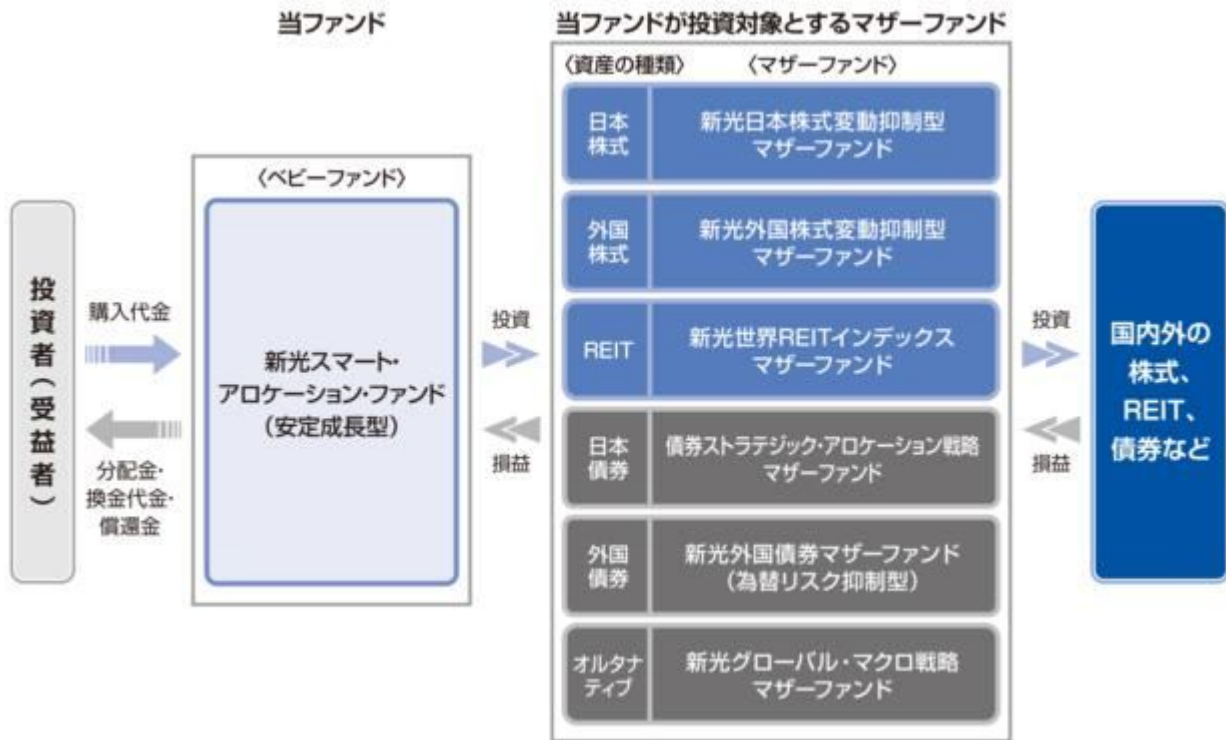 当ファンド
当ファンドが投資対象とするマザーファンド
〈資産の種類〉
〈マザーファンド〉
〈ベビーファンド〉
投資者(受益者)
購入代金
分配金・
換金代金・
償還金
新光スマート・
アロケーション・ファンド
(安定成長型)
投資
損益
日本
株式
新光日本株式変動抑制型
マザーファンド
外国
株式
新光外国株式変動抑制型
マザーファンド
REIT
新光世界REITインデックス
マザーファンド
日本
債券
債券ストラテジック・アロケーション戦略
マザーファンド
外国
債券
新光外国債券マザーファンド
(為替リスク抑制型)
オルタナ
ティブ
新光グローバル・マクロ戦略
マザーファンド
投資
損益
国内外の
株式、
REIT、
債券など